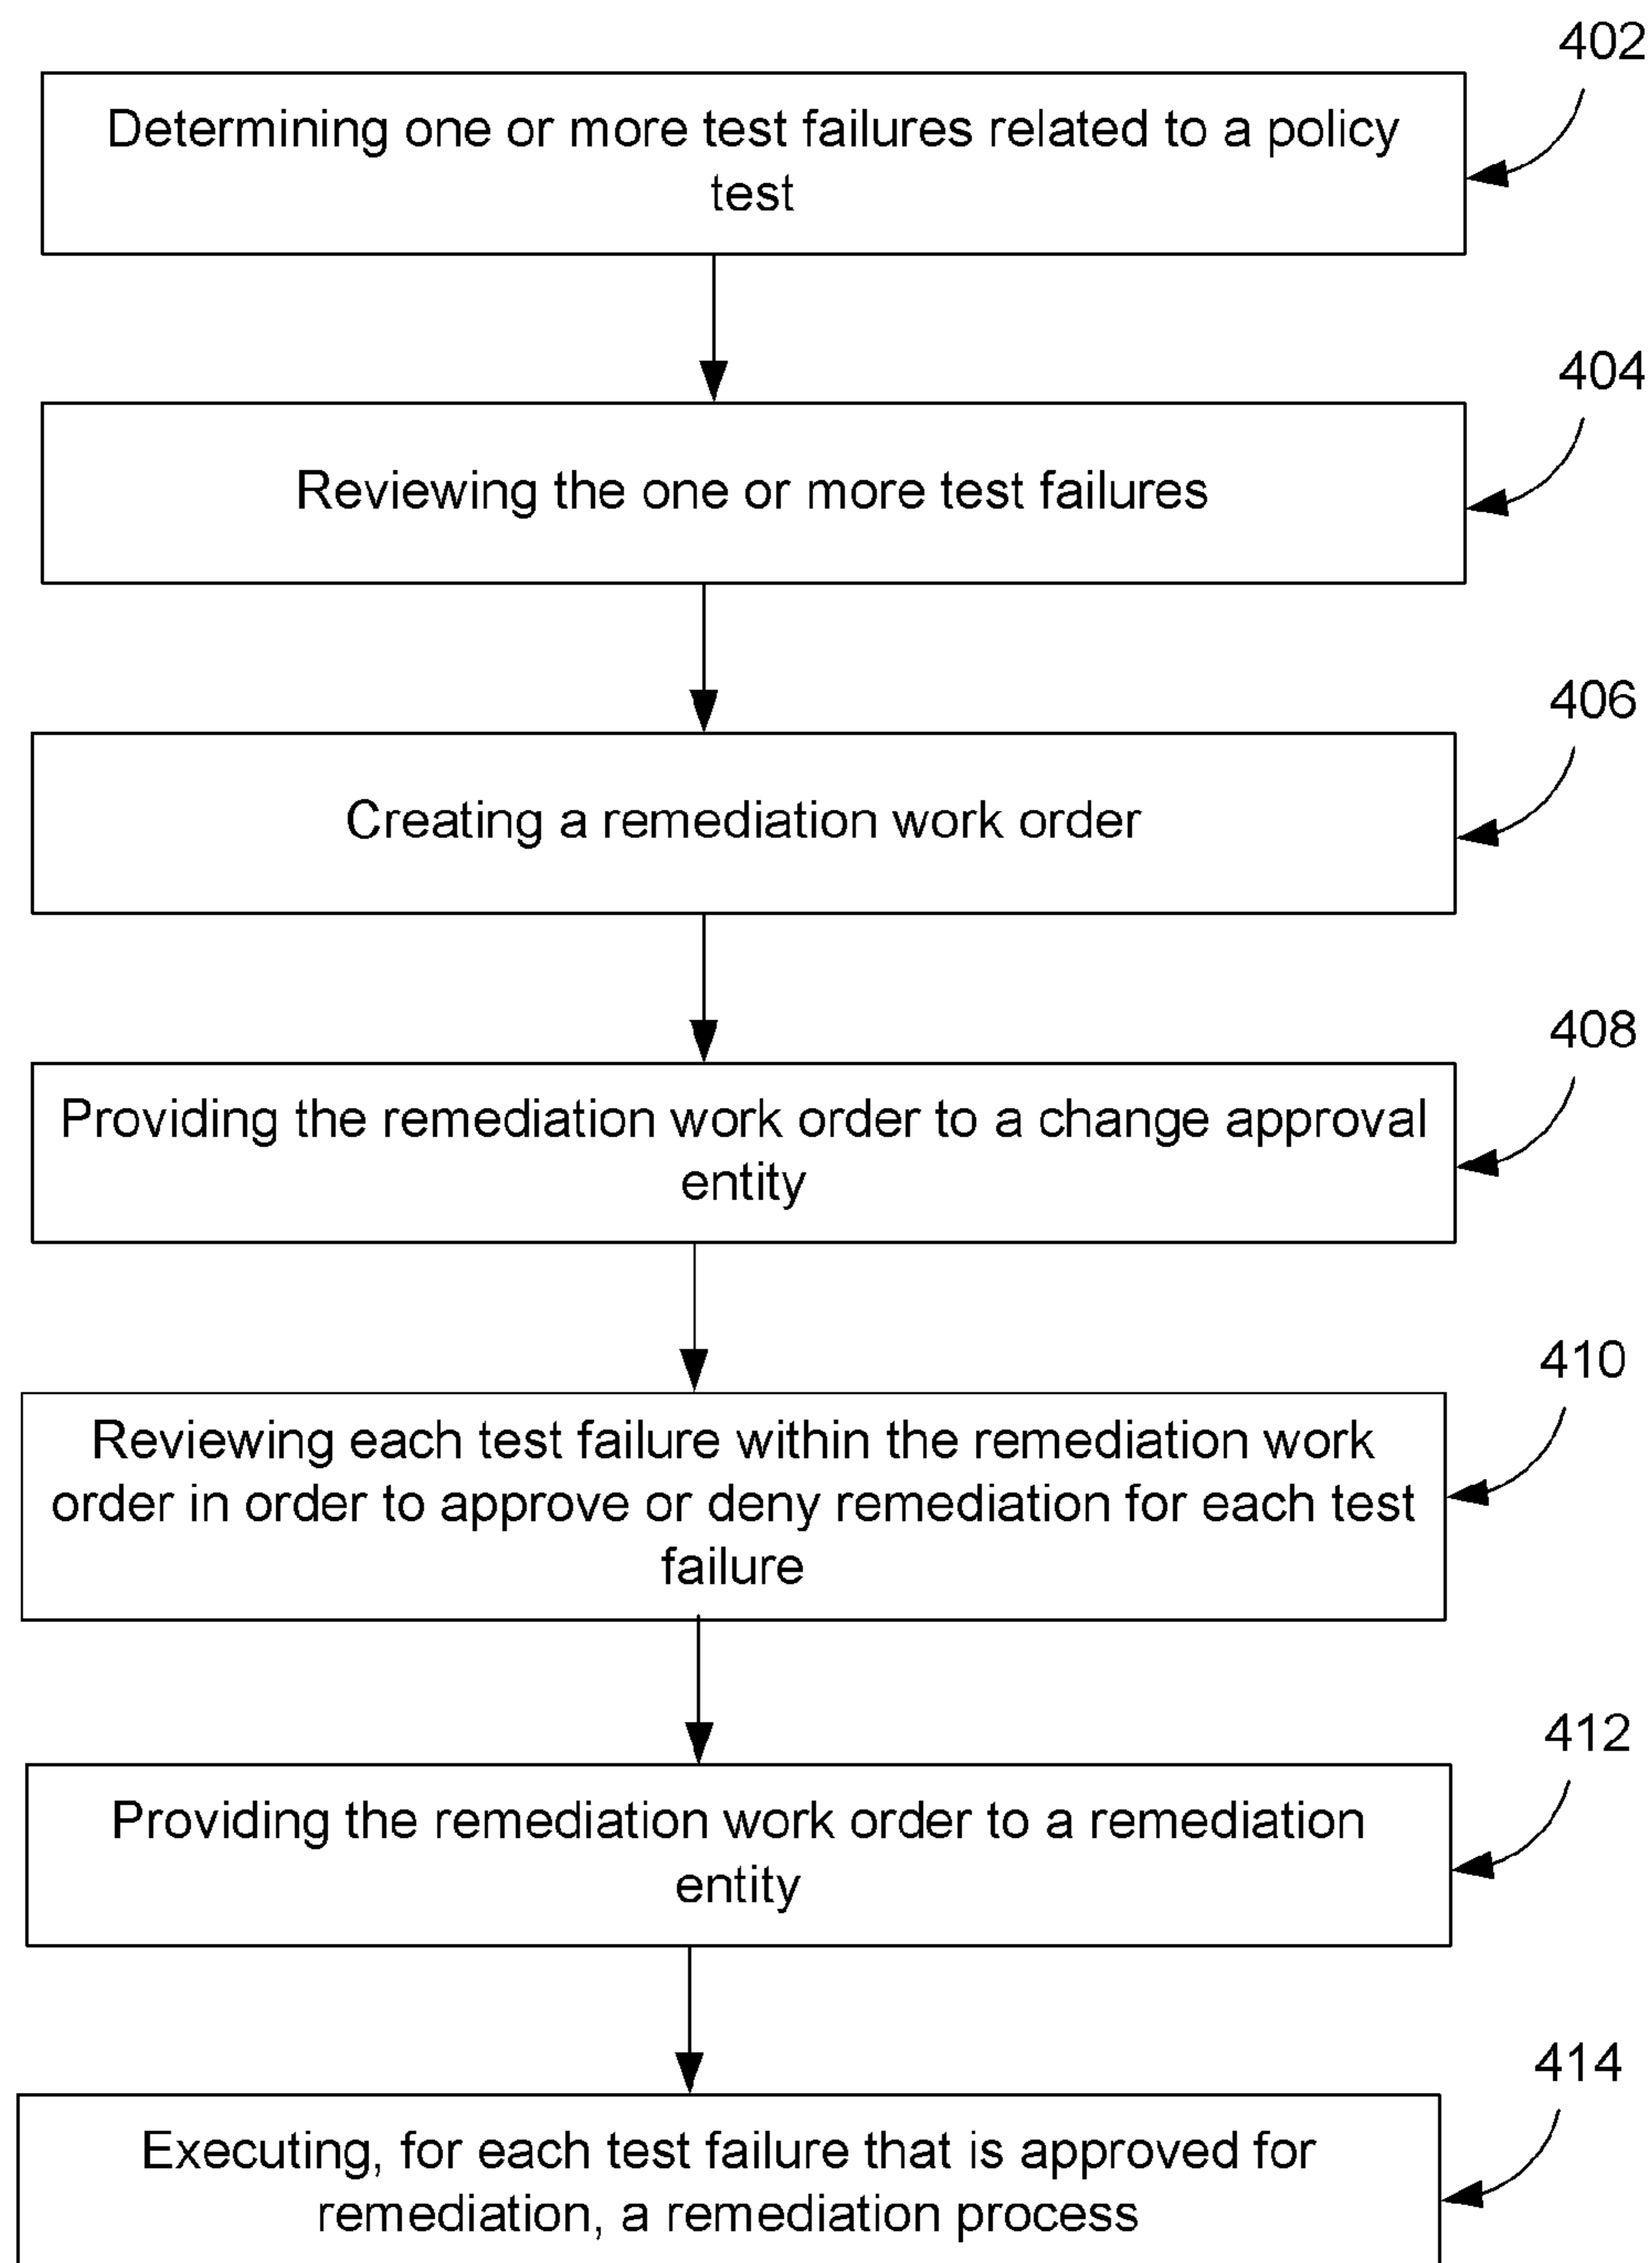 402
Determining one or more test failures related to a policy
test
404
Reviewing the one or more test failures
406
Creating a remediation work order
408
Providing the remediation work order to a change approval
entity
410
Reviewing each test failure within the remediation work
order in order to approve or deny remediation for each test
failure
412
Providing the remediation work order to a remediation
entity
414
Executing, for each test failure that is approved for
remediation, a remediation process